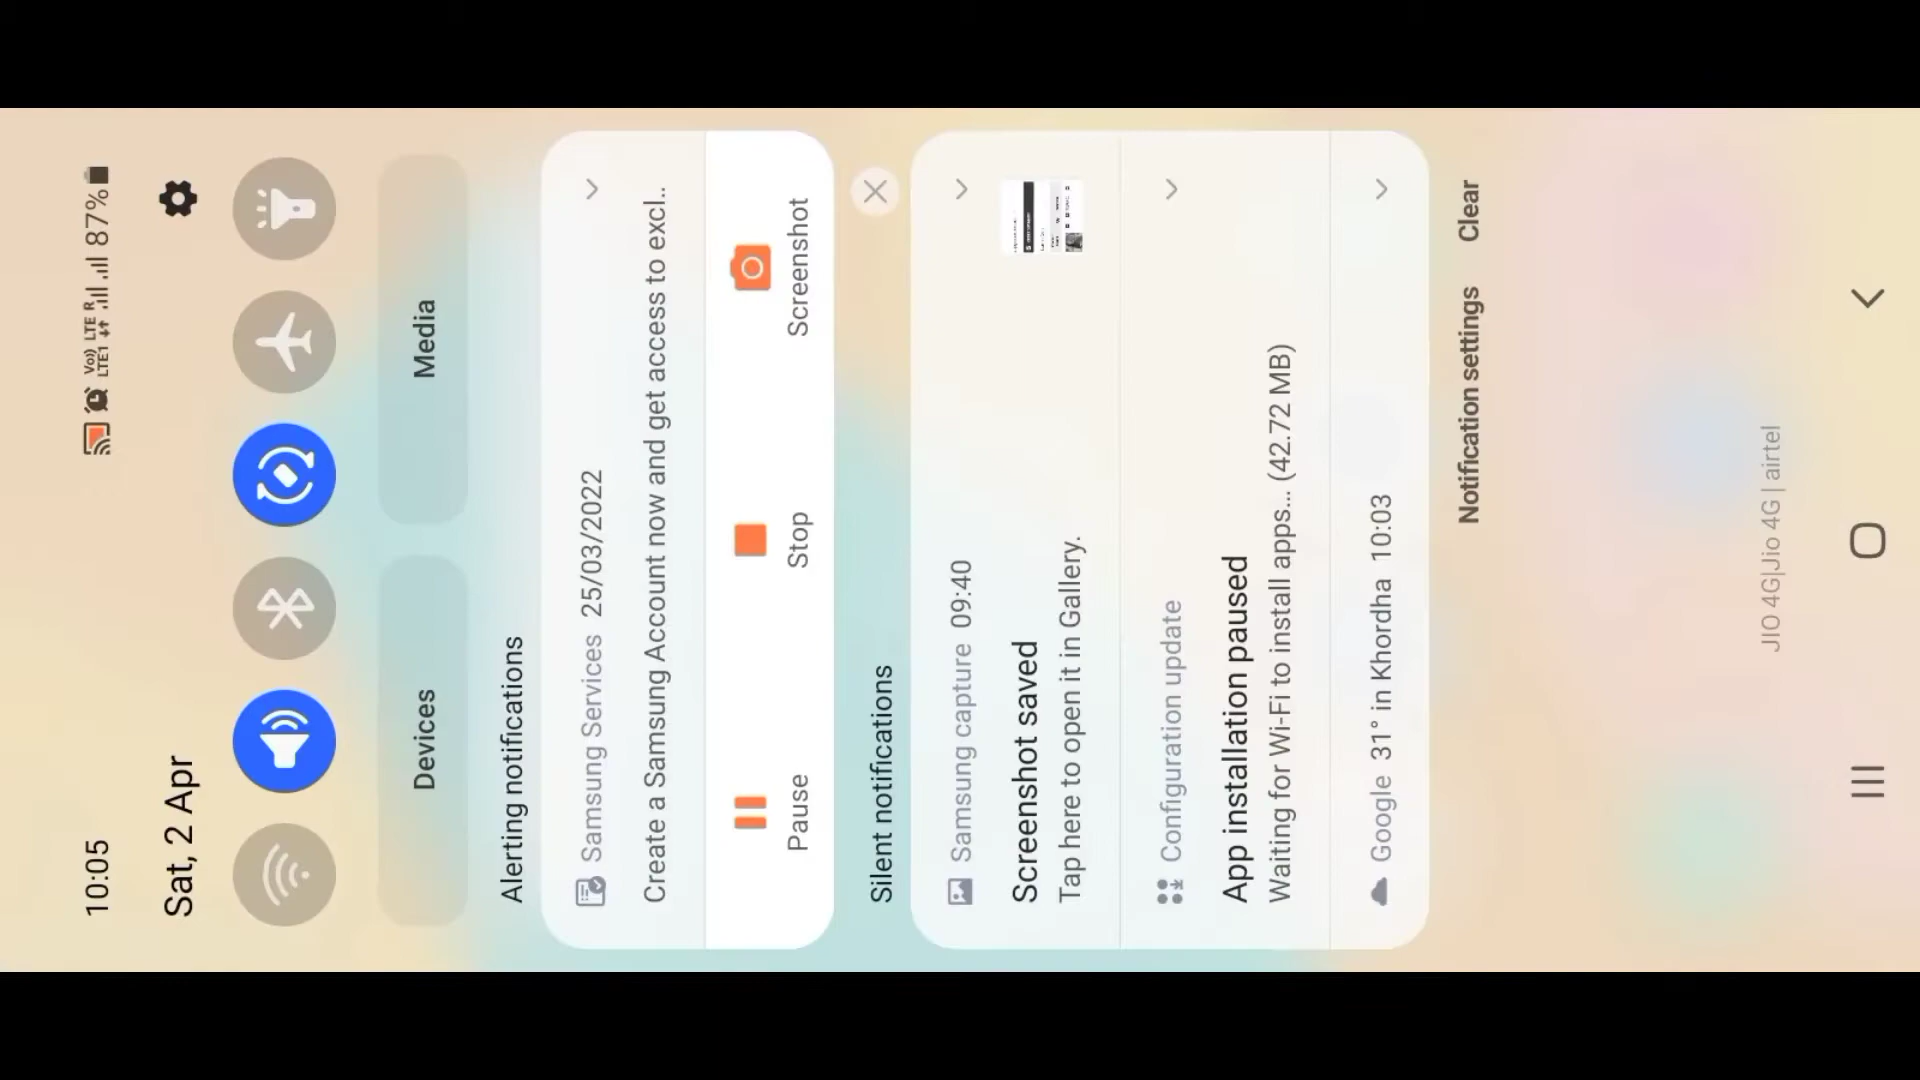 10:05
Vo)) LTE R
LTE1
87%
Sat, 2 Apr
Devices
Media
Alerting notifications
Samsung Services 25/03/2022
Create a Samsung Account now and get access to excl..
Pause
Stop
Screenshot
Silent notifications
Samsung capture 09:40
Screenshot saved
Tap here to open it in Gallery.
Configuration update
App installation paused
Waiting for Wi-Fi to install apps... (42.72 MB)
Google 31° in Khordha 10:03
Notification settings
Clear
JIO 4G|Jio 4G | airtel